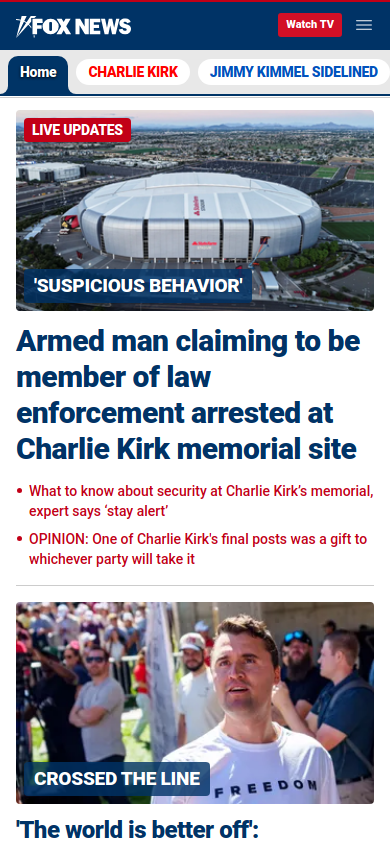 FOX NEWS
Watch TV
Home
CHARLIE KIRK
JIMMY KIMMEL SIDELINED
LIVE UPDATES
'SUSPICIOUS BEHAVIOR'
Armed man claiming to be
member of law
enforcement arrested at
Charlie Kirk memorial site
• What to know about security at Charlie Kirk’s memorial,
expert says ‘stay alert’
• OPINION: One of Charlie Kirk's final posts was a gift to
whichever party will take it
FREEDOM
CROSSED THE LINE
'The world is better off':